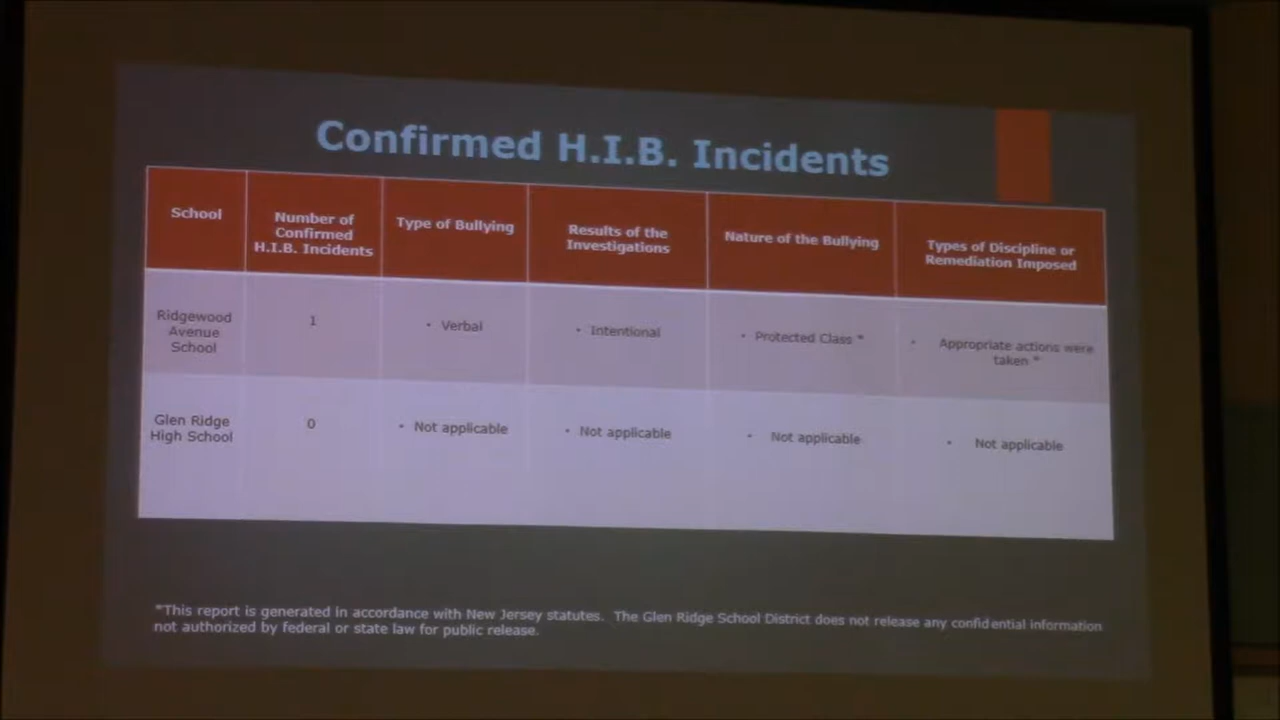 Confirmed H.I.B. Incidents
School
Number of
Confirmed
H.I.B. Incidents
Type of Bullying
Results of the
Investigations
Nature of the Bullying
Types of Discipline or
Remediation Imposed
Ridgewood
Avenue
School
1
• Verbal
• Intentional
• Protected Class *
• Appropriate actions were
taken *
Glen Ridge
High School
0
• Not applicable
• Not applicable
• Not applicable
• Not applicable
*This report is generated in accordance with New Jersey statutes. The Glen Ridge School District does not release any confidential information
not authorized by federal or state law for public release.